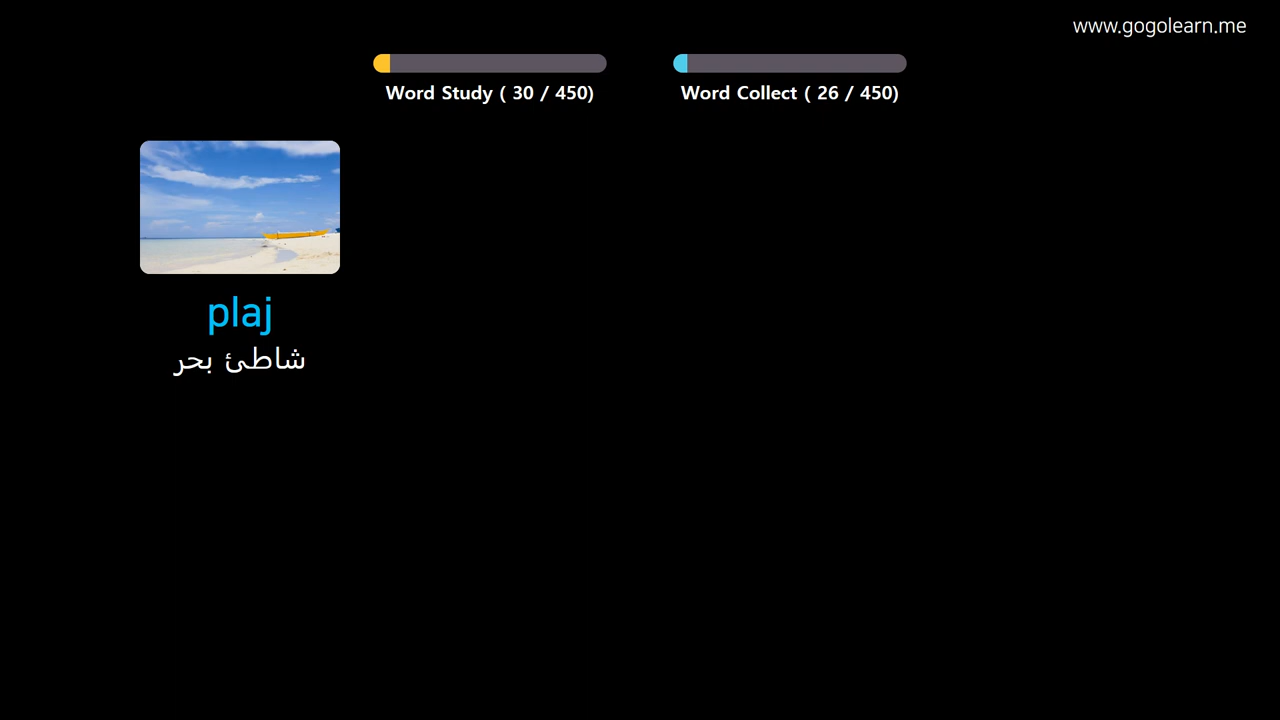 www.gogolearn.me
Word Study ( 30 / 450)
Word Collect ( 26 / 450)
plaj
شاطئ بحر